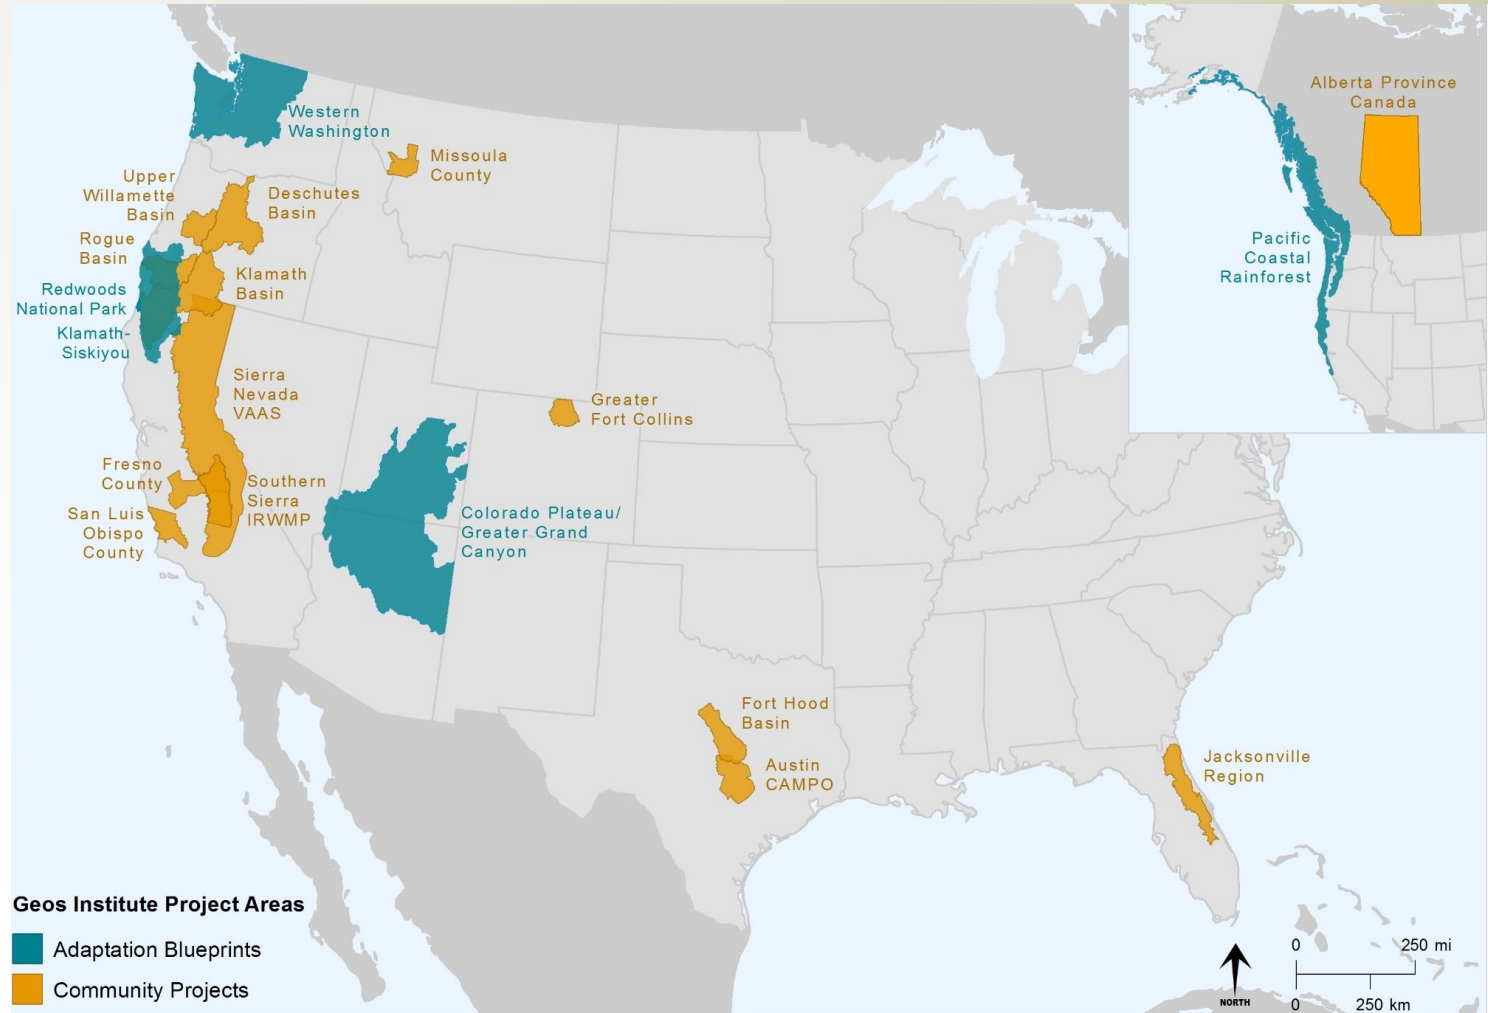 Western
Washington
Missoula
County
Upper
Willamette
Basin
Deschutes
Basin
Rogue
Basin
Klamath
Basin
Redwoods
National Park
Klamath-
Siskiyou
Sierra
Nevada
VAAS
Greater
Fort Collins
Fresno
County
Southern
Sierra
IRWMP
San Luis
Obispo
County
Colorado Plateau/
Greater Grand
Canyon
Fort Hood
Basin
Austin
CAMPO
Jacksonville
Region
Alberta Province
Canada
Pacific
Coastal
Rainforest
Geos Institute Project Areas
Adaptation Blueprints
Community Projects
NORTH
0 250 mi
0 250 km